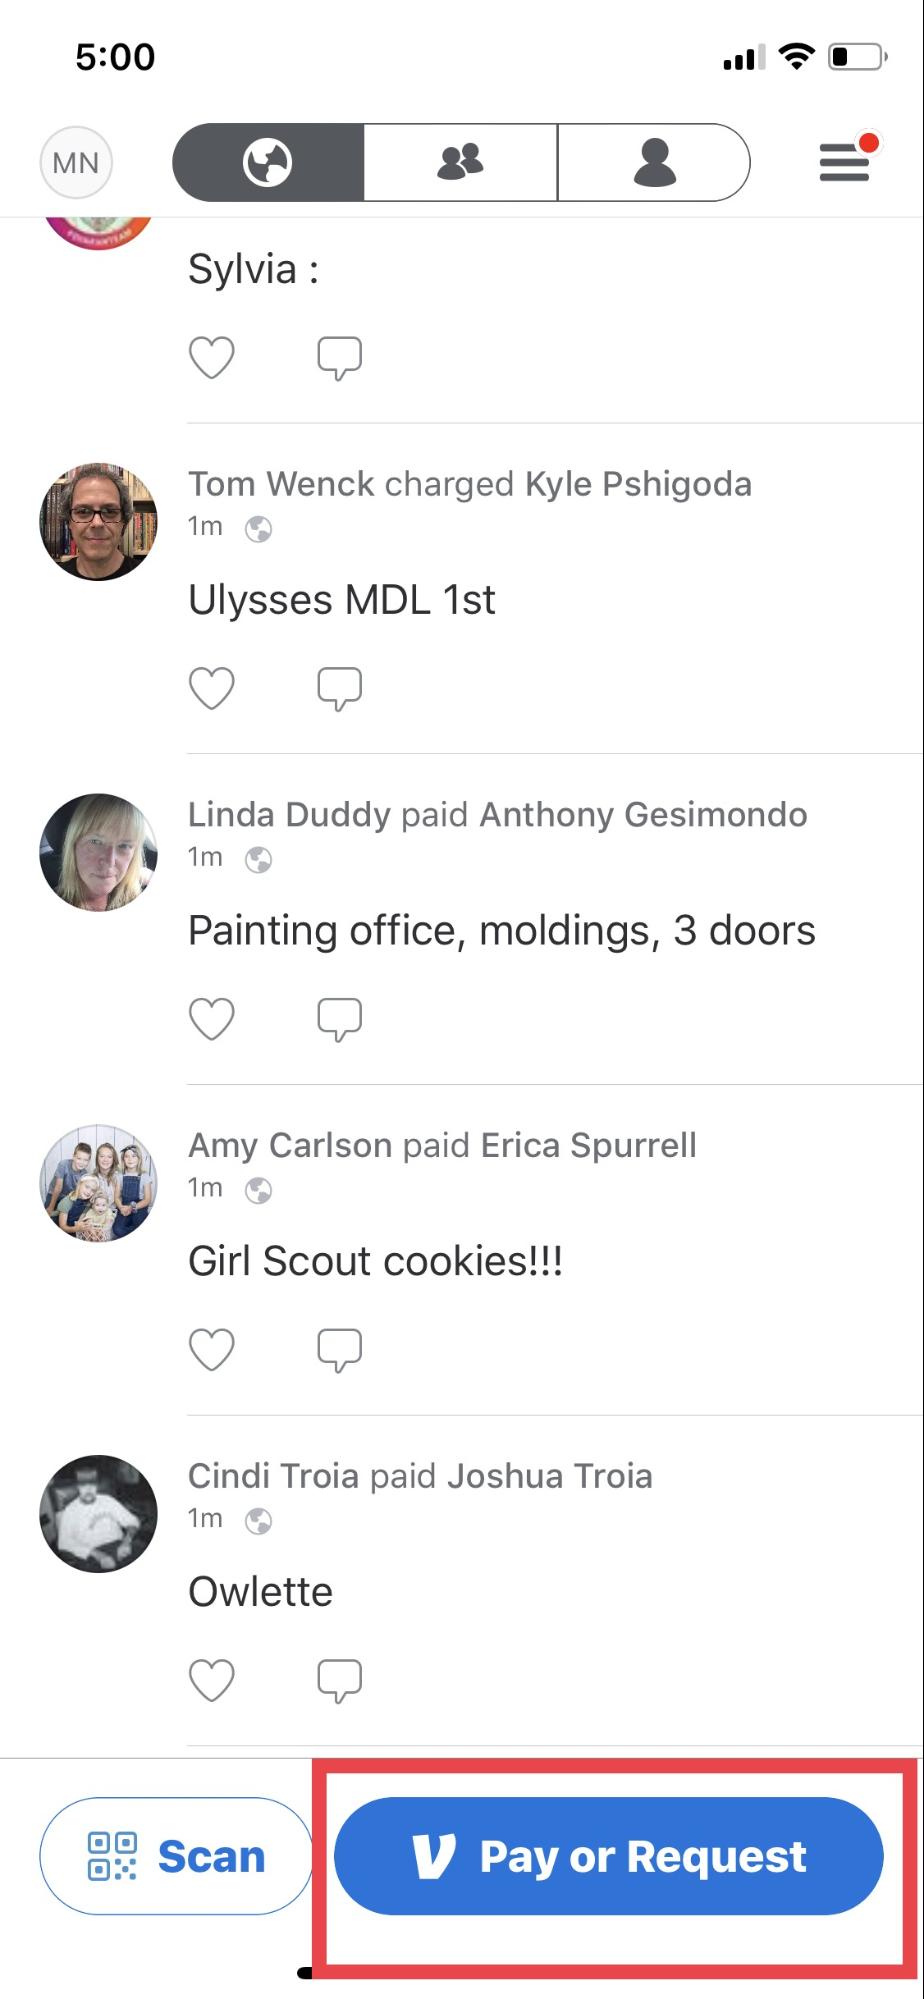 5:00
MN
Sylvia :
Tom Wenck charged Kyle Pshigoda
1m
Ulysses MDL 1st
Linda Duddy paid Anthony Gesimondo
1m
Painting office, moldings, 3 doors
Amy Carlson paid Erica Spurrell
1m
Girl Scout cookies!!!
Cindi Troia paid Joshua Troia
1m
Owlette
Scan
Pay or Request